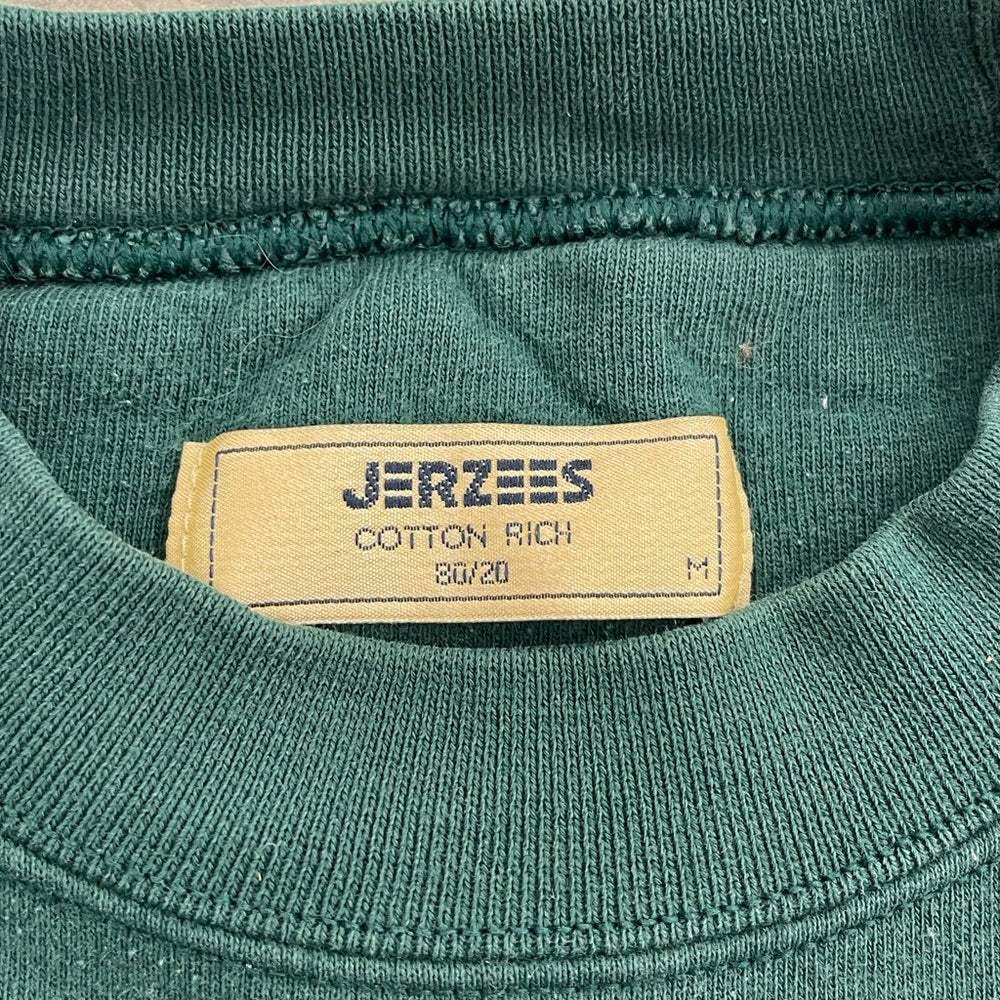 JERZEES
COTTON RICH
80/20
M